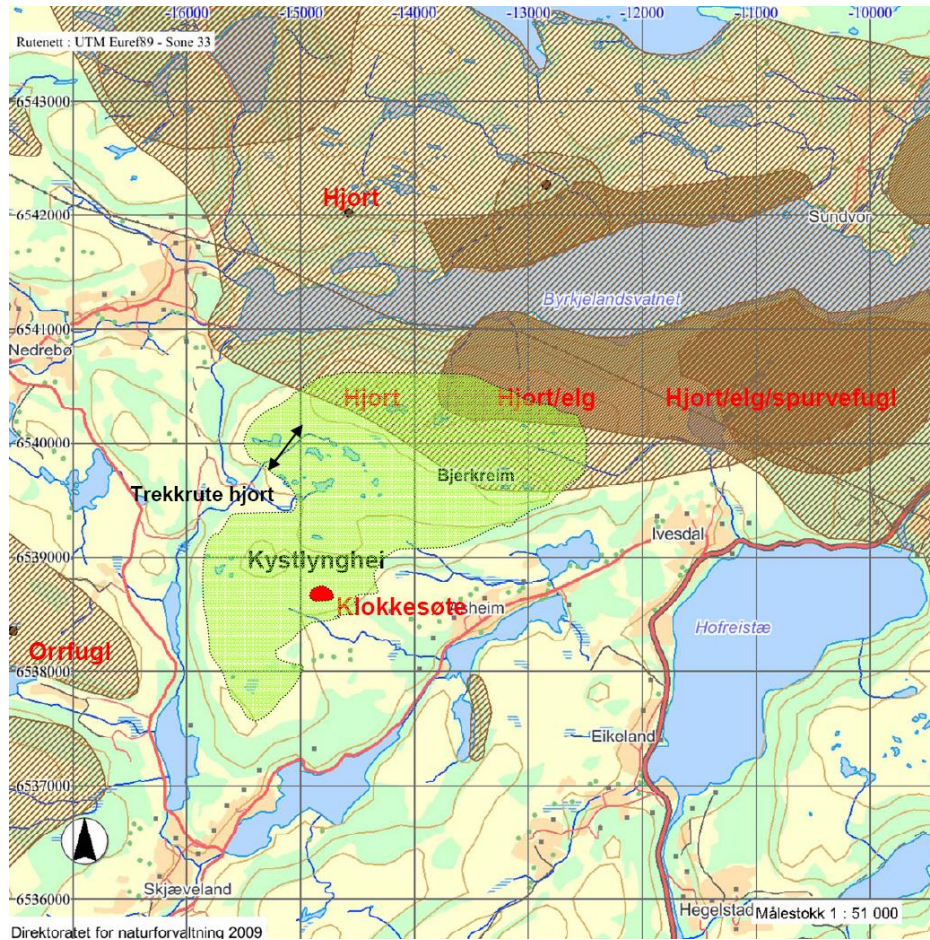 -16000 -15000 -14000 -13000 -12000 -11000 -10000
Rutenett : UTM Euref89 - Sone 33
6543000
Hjort
6542000
Sundvor
Byrkjelandsvatnet
6541000
Nedrebø
Hjort
Hjort/elg
Hjort/elg/spurvefugl
6540000
Bjerkreim
Trekkrute hjort
Ivesdal
6539000
Kystlynghei
Klokkesøte
Hofreistæ
Orrfugl
6538000
Eikeland
6537000
Skjæveland
6536000
Hegelstad
Målestokk 1 : 51 000
Direktoratet for naturforvaltning 2009